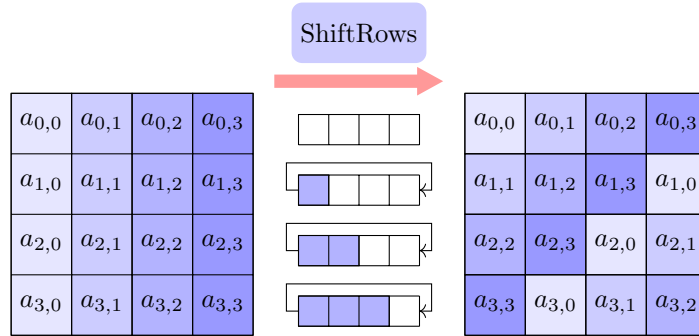 ShiftRows
a0,0 a0,1 a0,2 a0,3 a0,0 a0,1 a0,2 a0,3
a1,0 a1,1 a1,2 a1,3 a1,1 a1,2 a1,3 a1,0
a2,0 a2,1 a2,2 a2,3 a2,2 a2,3 a2,0 a2,1
a3,0 a3,1 a3,2 a3,3 a3,3 a3,0 a3,1 a3,2